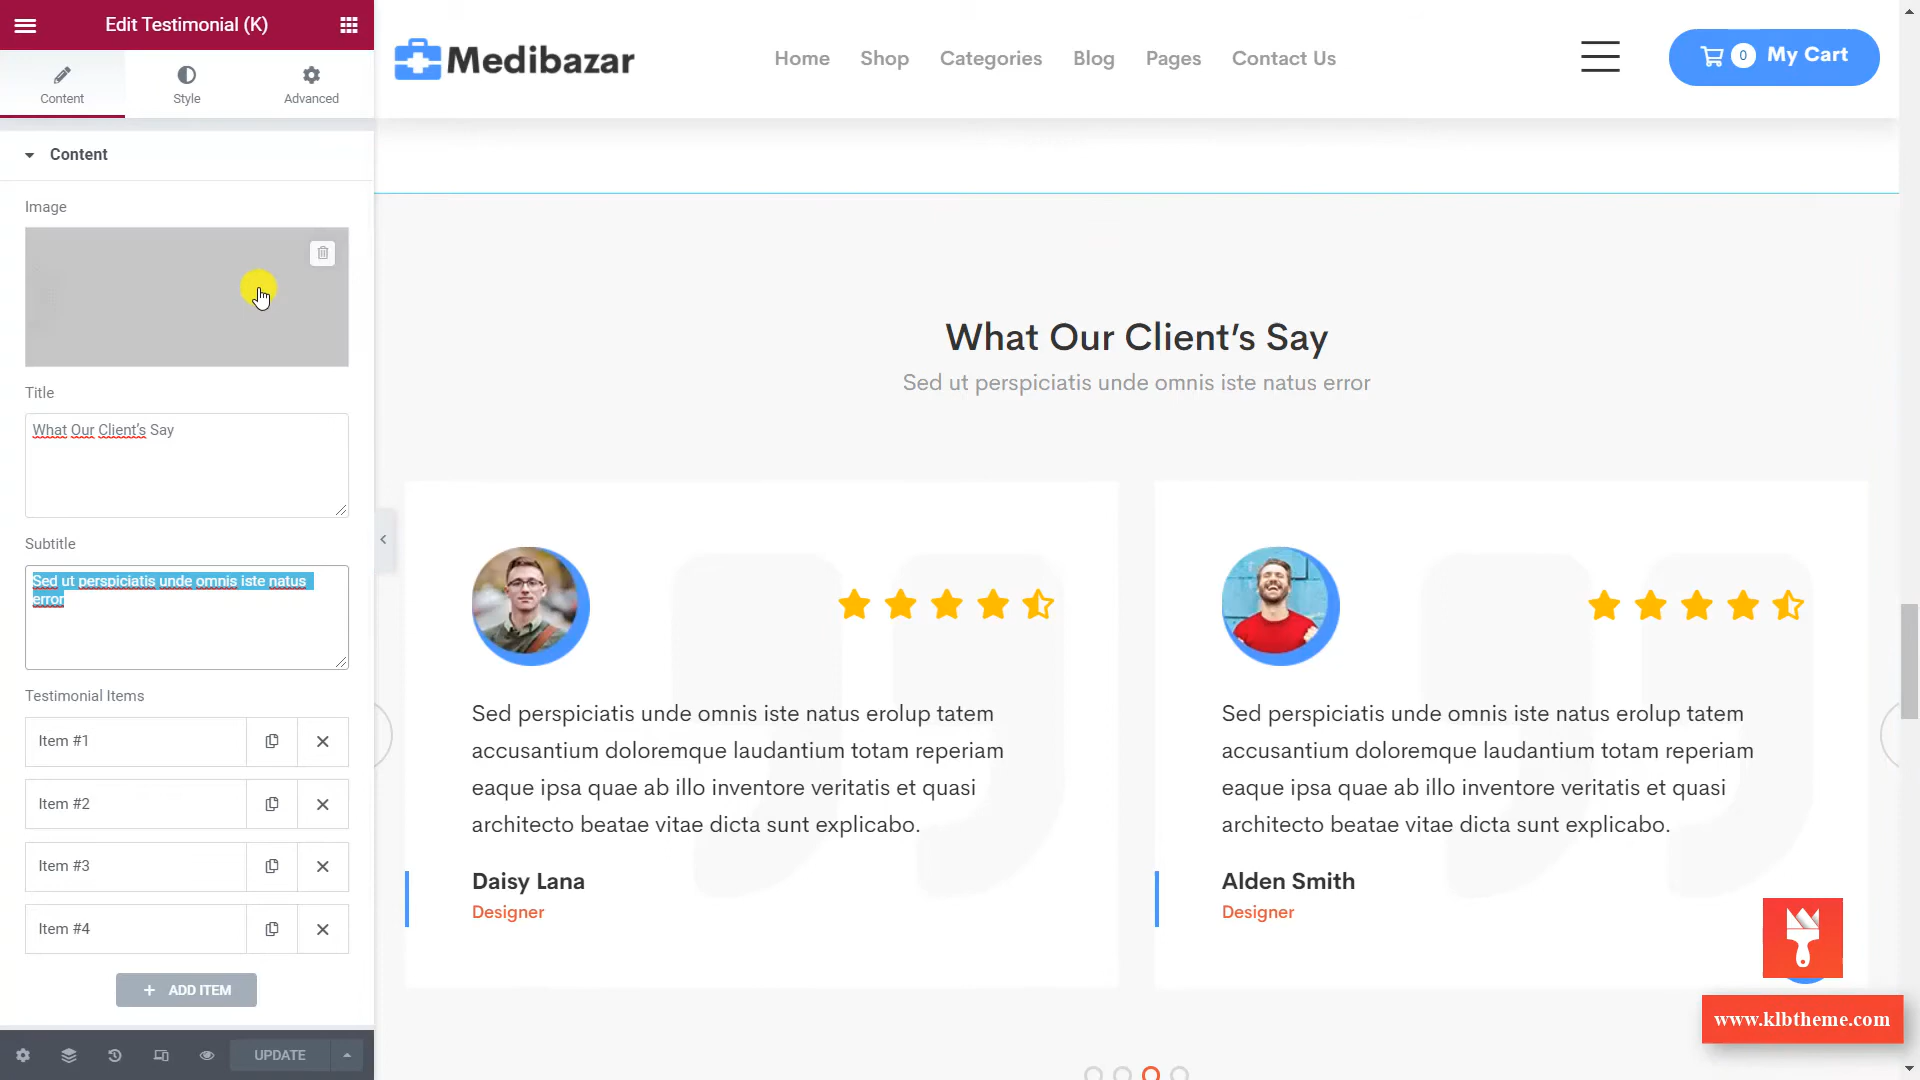 Edit Testimonial (K)
Content
Style
Advanced
Content
Image
Title
What Our Client's Say
Subtitle
Sed ut perspiciatis unde omnis iste natus
error
Testimonial Items
Item #1
Item #2
Item #3
Item #4
+ ADD ITEM
UPDATE
Medibazar
Home
Shop
Categories
Blog
Pages
Contact Us
0 My Cart
What Our Client's Say
Sed ut perspiciatis unde omnis iste natus error
Sed perspiciatis unde omnis iste natus erolup tatem
accusantium doloremque laudantium totam reperiam
eaque ipsa quae ab illo inventore veritatis et quasi
architecto beatae vitae dicta sunt explicabo.
Daisy Lana
Designer
Sed perspiciatis unde omnis iste natus erolup tatem
accusantium doloremque laudantium totam reperiam
eaque ipsa quae ab illo inventore veritatis et quasi
architecto beatae vitae dicta sunt explicabo.
Alden Smith
Designer
www.klbtheme.com